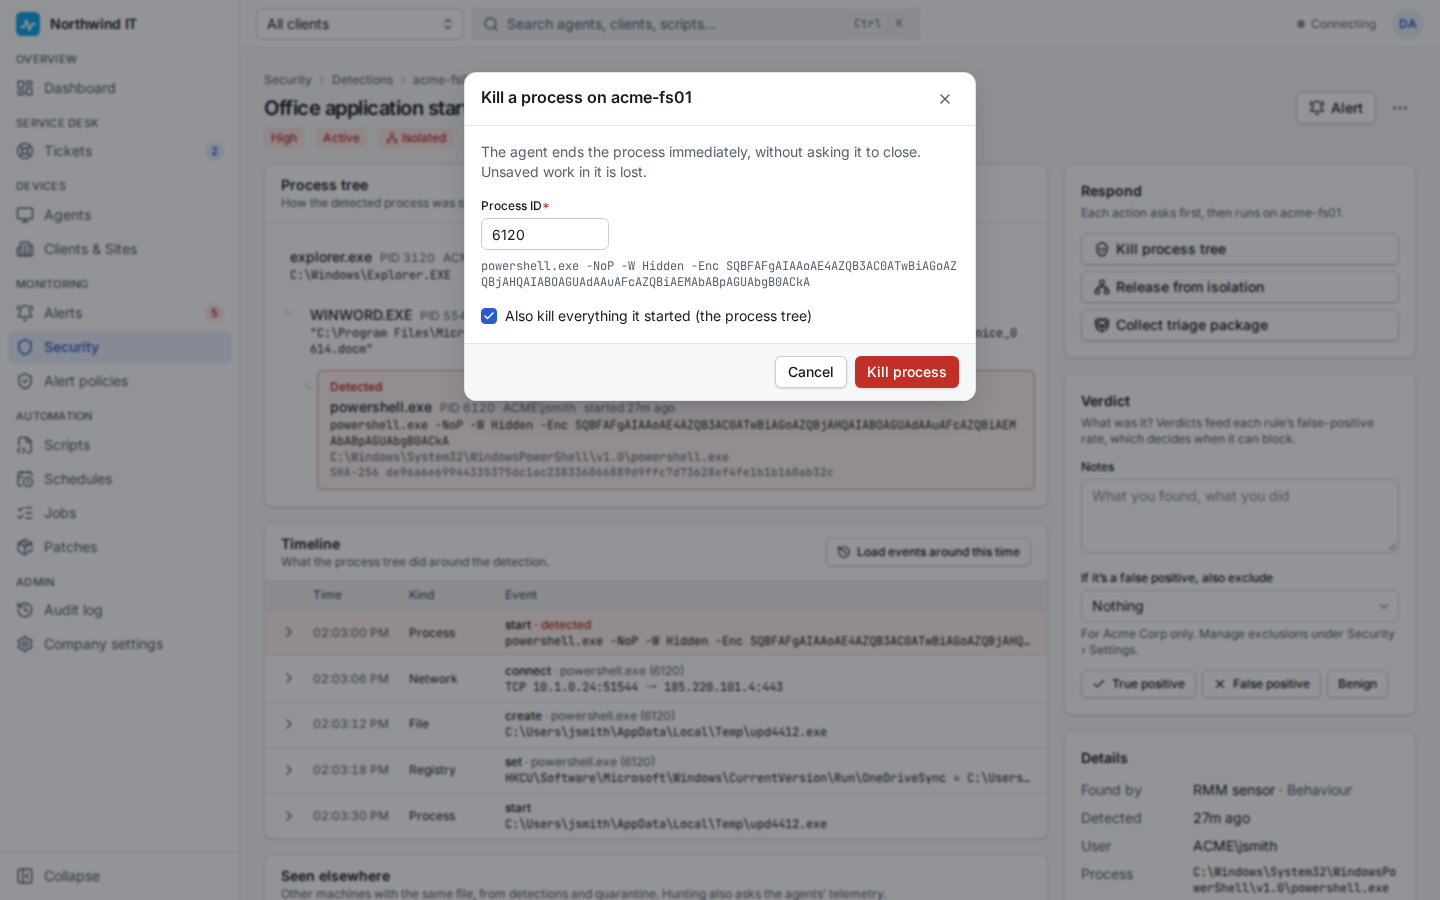 Northwind IT
All clients
Search agents, clients, scripts...
Ctrl K
Connecting
DA
OVERVIEW
Dashboard
SERVICE DESK
Tickets
2
DEVICES
Agents
Clients & Sites
MONITORING
Alerts
5
Security
Alert policies
AUTOMATION
Scripts
Schedules
Jobs
Patches
ADMIN
Audit log
Company settings
Collapse
Security › Detections › acme-fs
Office application star
Alert
High
Active
Isolated
Kill a process on acme-fs01
The agent ends the process immediately, without asking it to close.
Unsaved work in it is lost.
Process ID*
6120
powershell.exe -NoP -W Hidden -Enc SQBFAFgAIAAoAE4AZQB3AC0ATwBiAGoAZ
QBjAHQAIABOAGUAdAAuAFcAZQBiAEMAbABpAGUAbgB0ACkA
Also kill everything it started (the process tree)
Cancel
Kill process
Process tree
How the detected process was s
explorer.exe PID 3120 ACM
C:\Windows\Explorer.EXE
WINWORD.EXE PID 554
"C:\Program Files\Micr
oice_0
614.docm"
Detected
powershell.exe PID 6120 ACME\jsmith started 27m ago
powershell.exe -NoP -W Hidden -Enc SQBFAFgAIAAoAE4AZQB3AC0ATwBiAGoAZQBjAHQAIABOAGUAdAAuAFcAZQBiAEM
AbABpAGUAbgB0ACkA
C:\Windows\System32\WindowsPowerShell\v1.0\powershell.exe
SHA-256 de96a6e69944335375dc1ac238336066889d9ffc7d73628ef4fe1b1b160ab32c
Timeline
What the process tree did around the detection.
Load events around this time
Time Kind Event
02:03:00 PM Process start · detected
powershell.exe -NoP -W Hidden -Enc SQBFAFgAIAAoAE4AZQB3AC0ATwBiAGoAZQBjAHQ…
02:03:06 PM Network connect · powershell.exe (6120)
TCP 10.1.0.24:51544 → 185.220.101.4:443
02:03:12 PM File create · powershell.exe (6120)
C:\Users\jsmith\AppData\Local\Temp\upd4412.exe
02:03:18 PM Registry set · powershell.exe (6120)
HKCU\Software\Microsoft\Windows\CurrentVersion\Run\OneDriveSync = C:\Users…
02:03:30 PM Process start
C:\Users\jsmith\AppData\Local\Temp\upd4412.exe
Seen elsewhere
Other machines with the same file, from detections and quarantine. Hunting also asks the agents' telemetry.
Respond
Each action asks first, then runs on acme-fs01.
Kill process tree
Release from isolation
Collect triage package
Verdict
What was it? Verdicts feed each rule's false-positive
rate, which decides when it can block.
Notes
What you found, what you did
If it's a false positive, also exclude
Nothing
For Acme Corp only. Manage exclusions under Security
› Settings.
True positive
False positive
Benign
Details
Found by RMM sensor · Behaviour
Detected 27m ago
User ACME\jsmith
Process C:\Windows\System32\WindowsPo
werShell\v1.0\powershell.exe